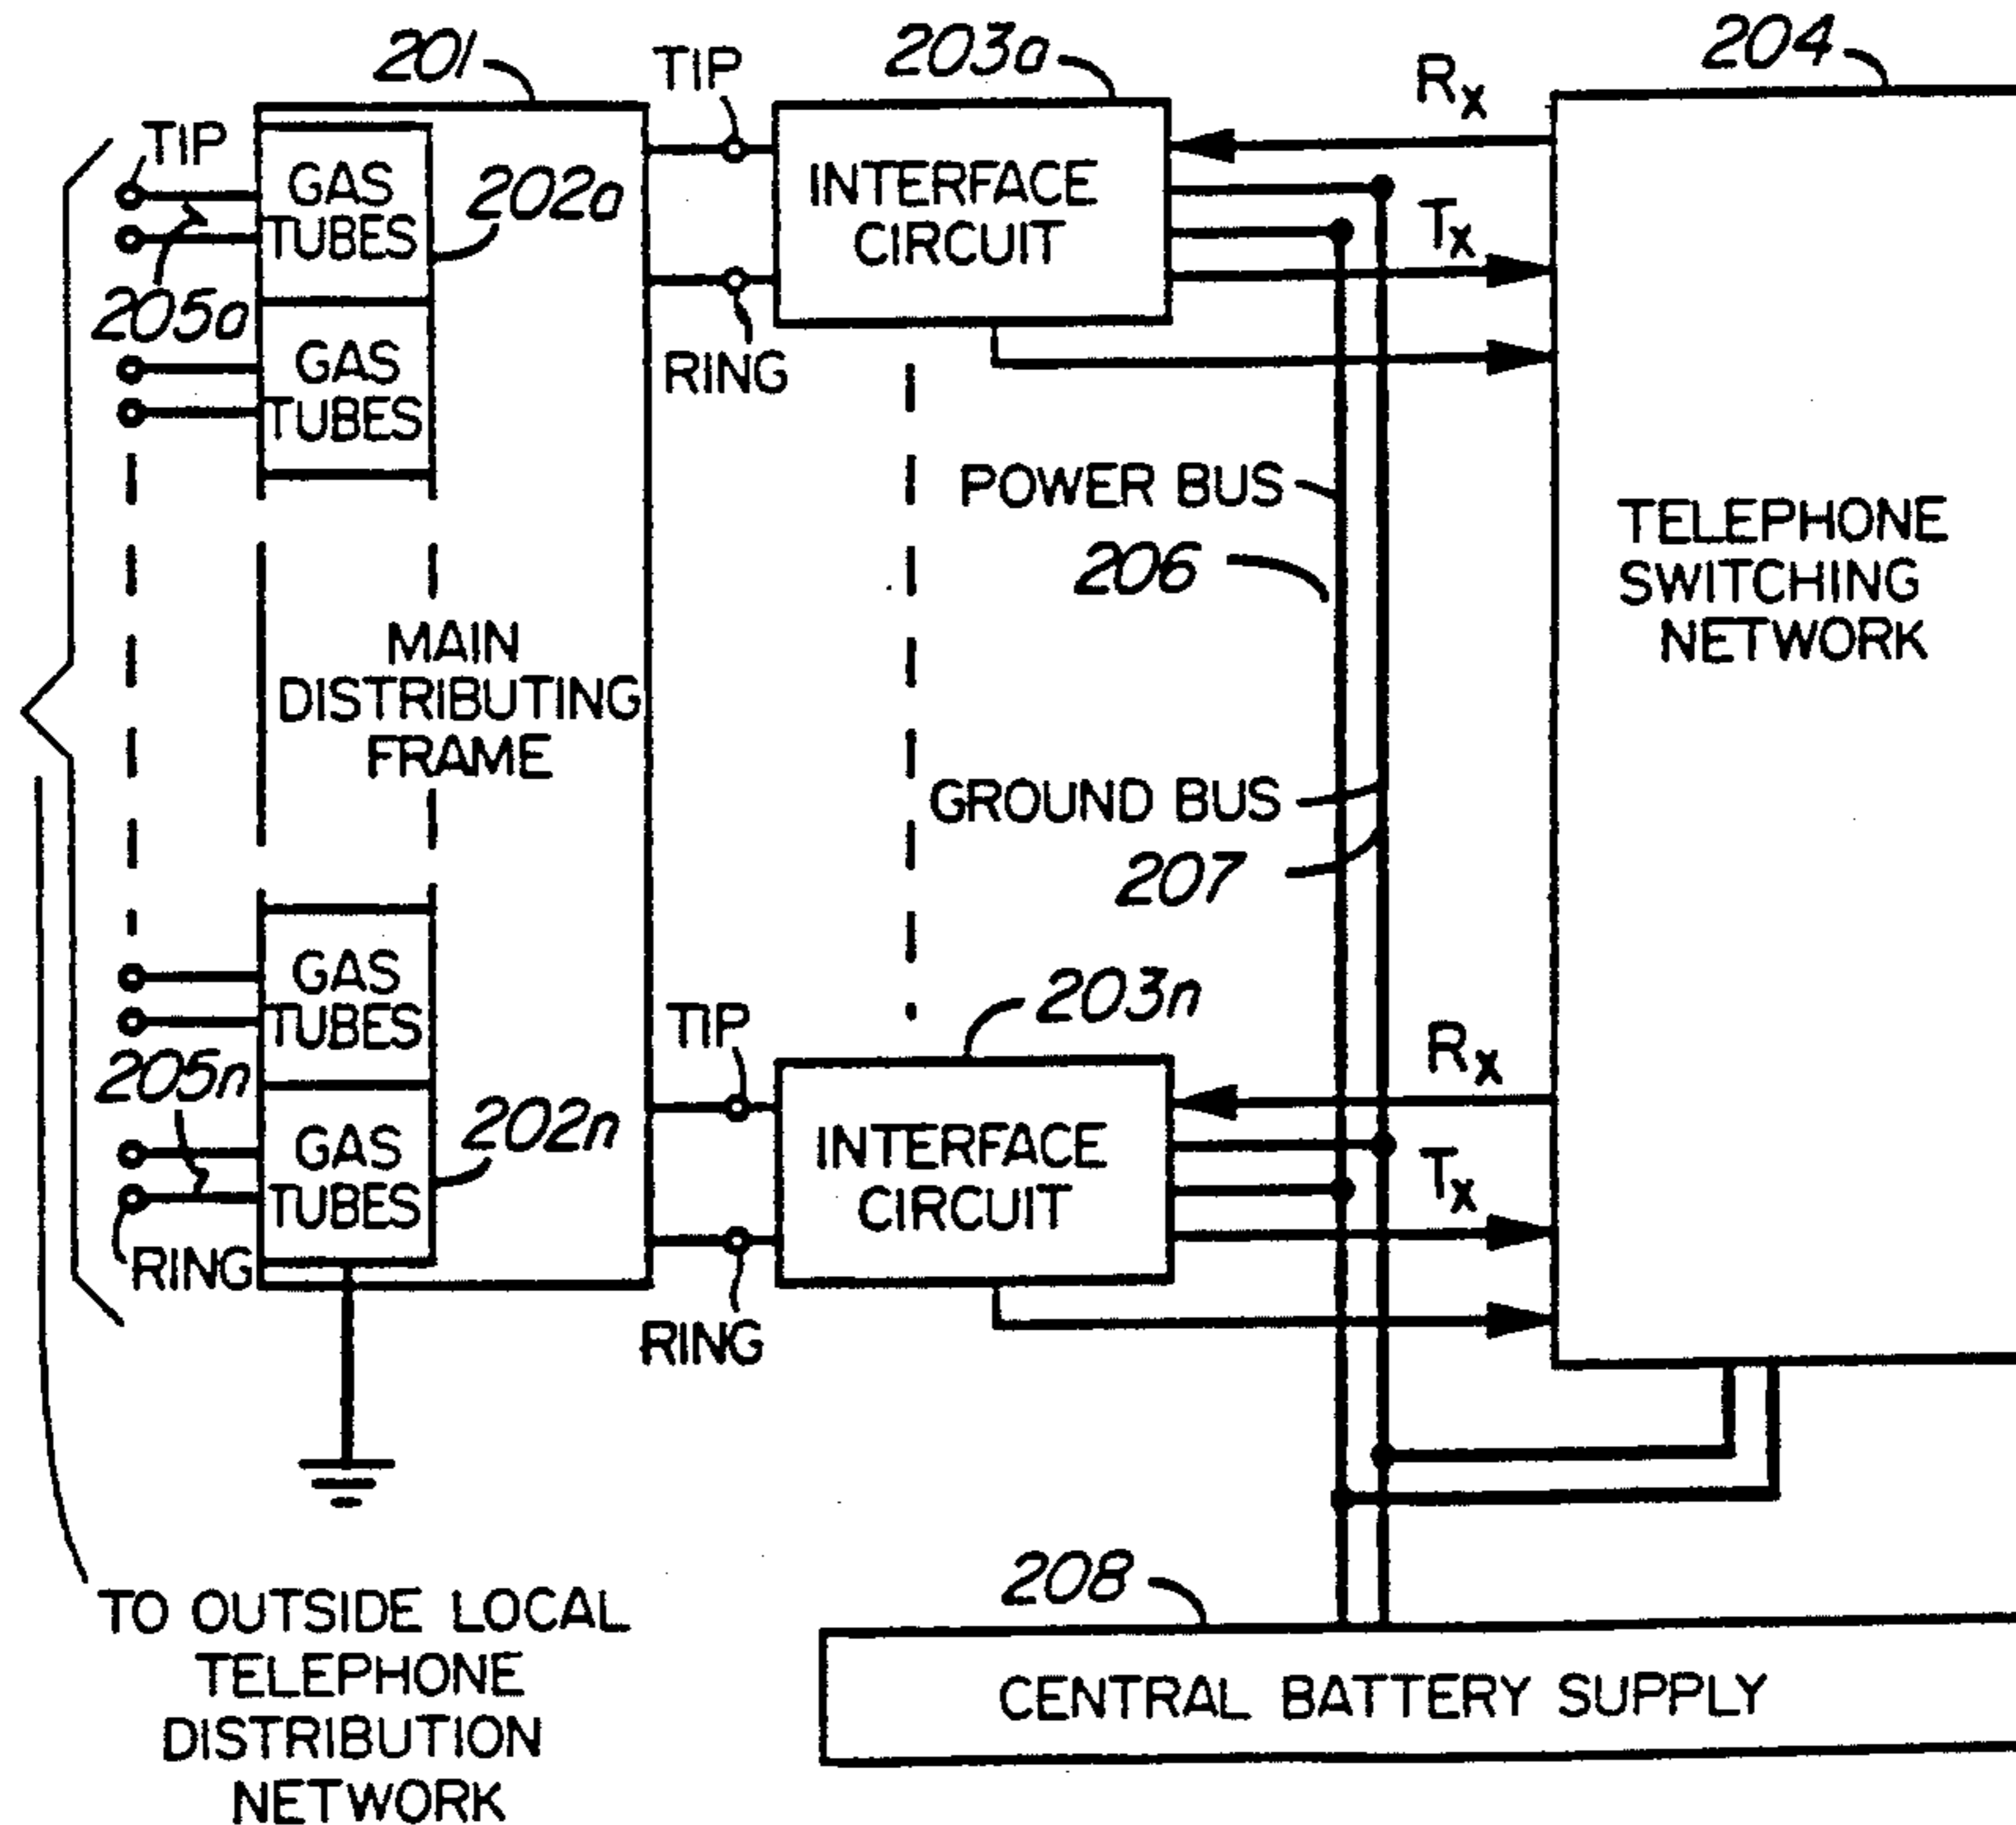 201
TIP
203a
Rx
204
TIP
GAS
TUBES
202a
INTERFACE
CIRCUIT
Tx
205a
GAS
TUBES
RING
POWER BUS
206
TELEPHONE
SWITCHING
NETWORK
MAIN
DISTRIBUTING
FRAME
GROUND BUS
207
GAS
TUBES
TIP
203n
Rx
205n
GAS
TUBES
202n
INTERFACE
CIRCUIT
Tx
RING
RING
208
TO OUTSIDE LOCAL
TELEPHONE
DISTRIBUTION
NETWORK
CENTRAL BATTERY SUPPLY